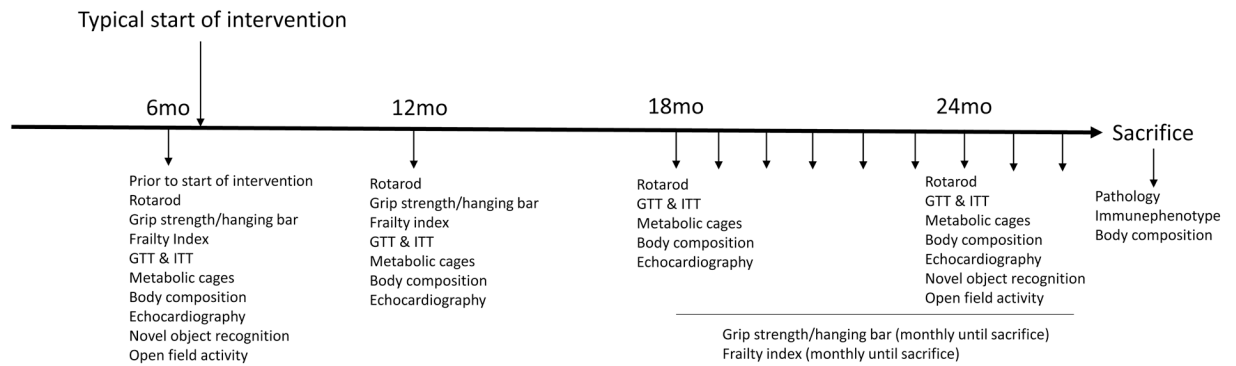 Typical start of intervention
6mo
12mo
18mo
24mo
Sacrifice
Prior to start of intervention
Rotarod
Grip strength/hanging bar
Frailty Index
GTT & ITT
Metabolic cages
Body composition
Echocardiography
Novel object recognition
Open field activity
Rotarod
Grip strength/hanging bar
Frailty index
GTT & ITT
Metabolic cages
Body composition
Echocardiography
Rotarod
GTT & ITT
Metabolic cages
Body composition
Echocardiography
Rotarod
GTT & ITT
Metabolic cages
Body composition
Echocardiography
Novel object recognition
Open field activity
Pathology
Immunephenotype
Body composition
Grip strength/hanging bar (monthly until sacrifice)
Frailty index (monthly until sacrifice)